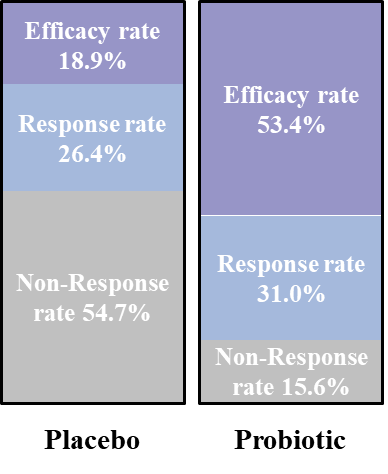 Efficacy rate
18.9%
Response rate
26.4%
Non-Response
rate 54.7%
Placebo
Efficacy rate
53.4%
Response rate
31.0%
Non-Response
rate 15.6%
Probiotic